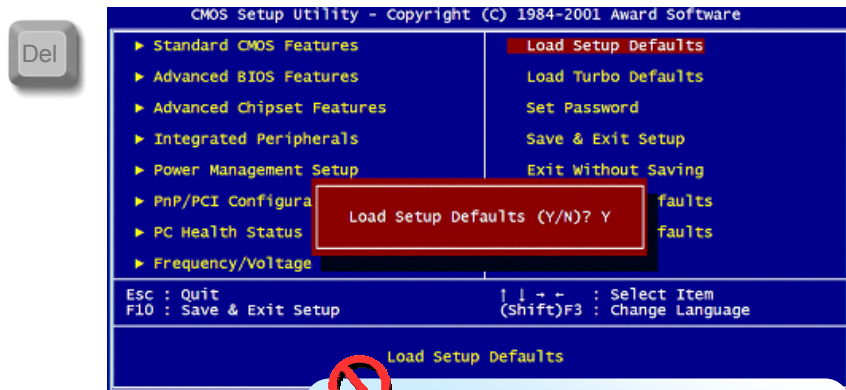 CMOS Setup Utility - Copyright (C) 1984-2001 Award Software
Del
► Standard CMOS Features
► Advanced BIOS Features
► Advanced Chipset Features
► Integrated Peripherals
► Power Management Setup
► PnP/PCI Configura
► PC Health Status
► Frequency/Voltage
Load Setup Defaults
Load Turbo Defaults
Set Password
Save & Exit Setup
Exit Without Saving
faults
faults
Load Setup Defaults (Y/N)? Y
Esc : Quit
F10 : Save & Exit Setup
↑ ↓ → ← : Select Item
(Shift)F3 : Change Language
Load Setup Defaults